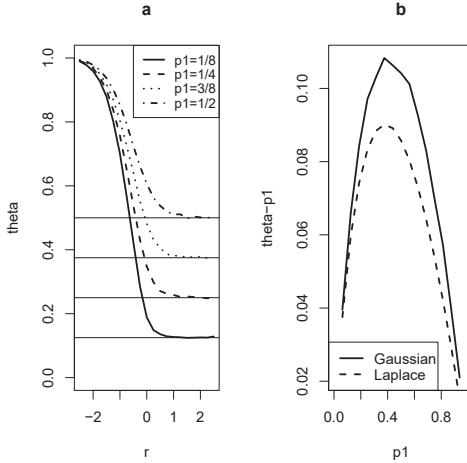 a
theta
0.0 0.2 0.4 0.6 0.8 1.0
p1=1/8
p1=1/4
p1=3/8
p1=1/2
−2 −1 0 1 2
r
b
theta−p1
0.02 0.04 0.06 0.08 0.10
Gaussian
Laplace
0.0 0.4 0.8
p1